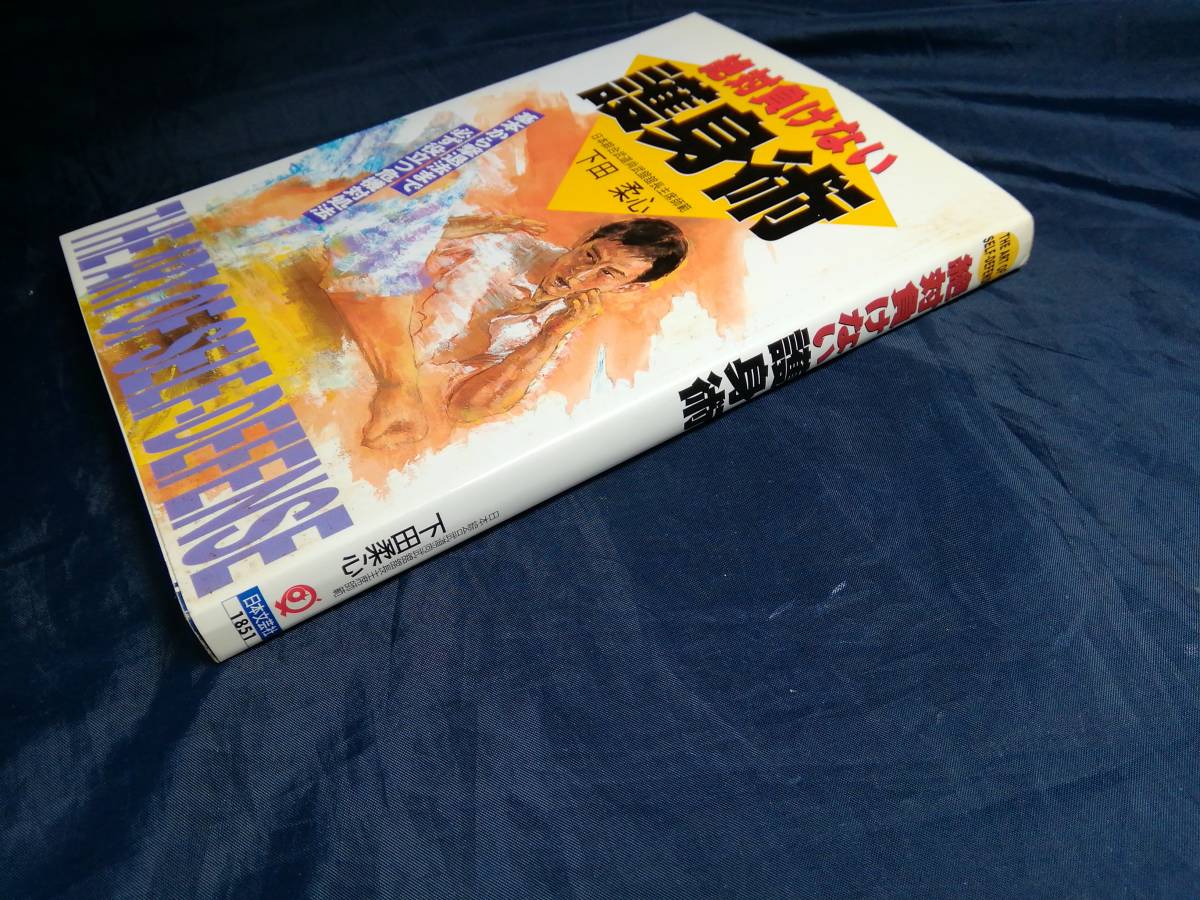 絶対負けない
護身術
下田 柔心
THE ART OF SELF-DEFENSE
THE ART OF
SELF-DEFENSE
絶対負けない
護身術
下田柔心
日本文芸社
1851